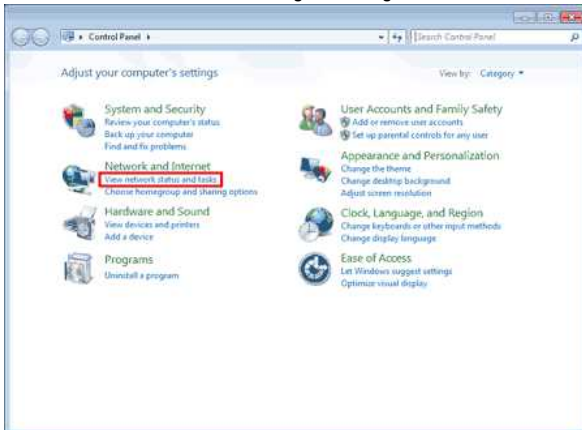 Control Panel
Search Control Panel
Adjust your computer's settings
View by: Category
System and Security
Review your computer's status
Back up your computer
Find and fix problems
Network and Internet
View network status and tasks
Choose homegroup and sharing options
Hardware and Sound
View devices and printers
Add a device
Programs
Uninstall a program
User Accounts and Family Safety
Add or remove user accounts
Set up parental controls for any user
Appearance and Personalization
Change the theme
Change desktop background
Adjust screen resolution
Clock, Language, and Region
Change keyboards or other input methods
Change display language
Ease of Access
Let Windows suggest settings
Optimize visual display